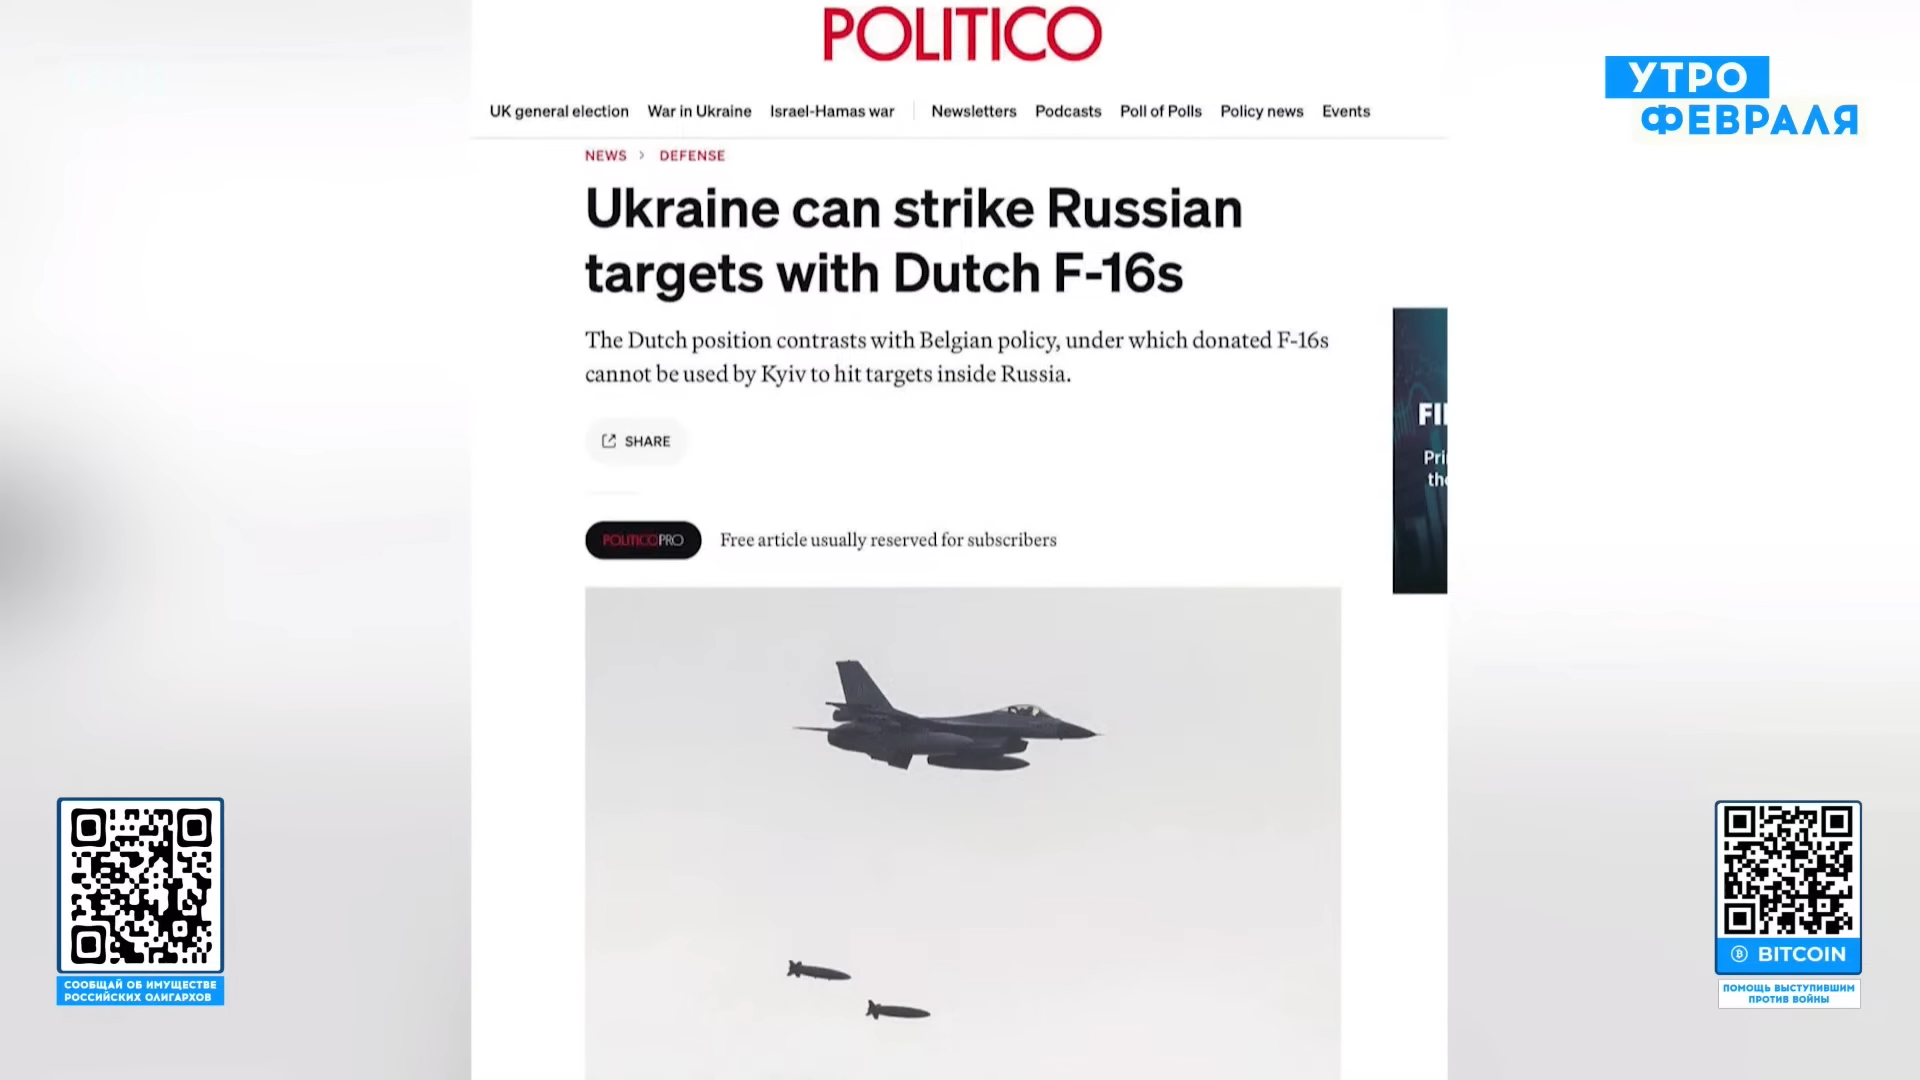 POLITICO
УТРО
ФЕВРАЛЯ
UK general election War in Ukraine Israel-Hamas war Newsletters Podcasts Poll of Polls Policy news Events
NEWS > DEFENSE
Ukraine can strike Russian
targets with Dutch F-16s
The Dutch position contrasts with Belgian policy, under which donated F-16s
cannot be used by Kyiv to hit targets inside Russia.
SHARE
POLITICOPRO Free article usually reserved for subscribers
СООБЩАЙ ОБ ИМУЩЕСТВЕ
РОССИЙСКИХ ОЛИГАРХОВ
BITCOIN
ПОМОЩЬ ВЫСТУПИВШИМ
ПРОТИВ ВОЙНЫ